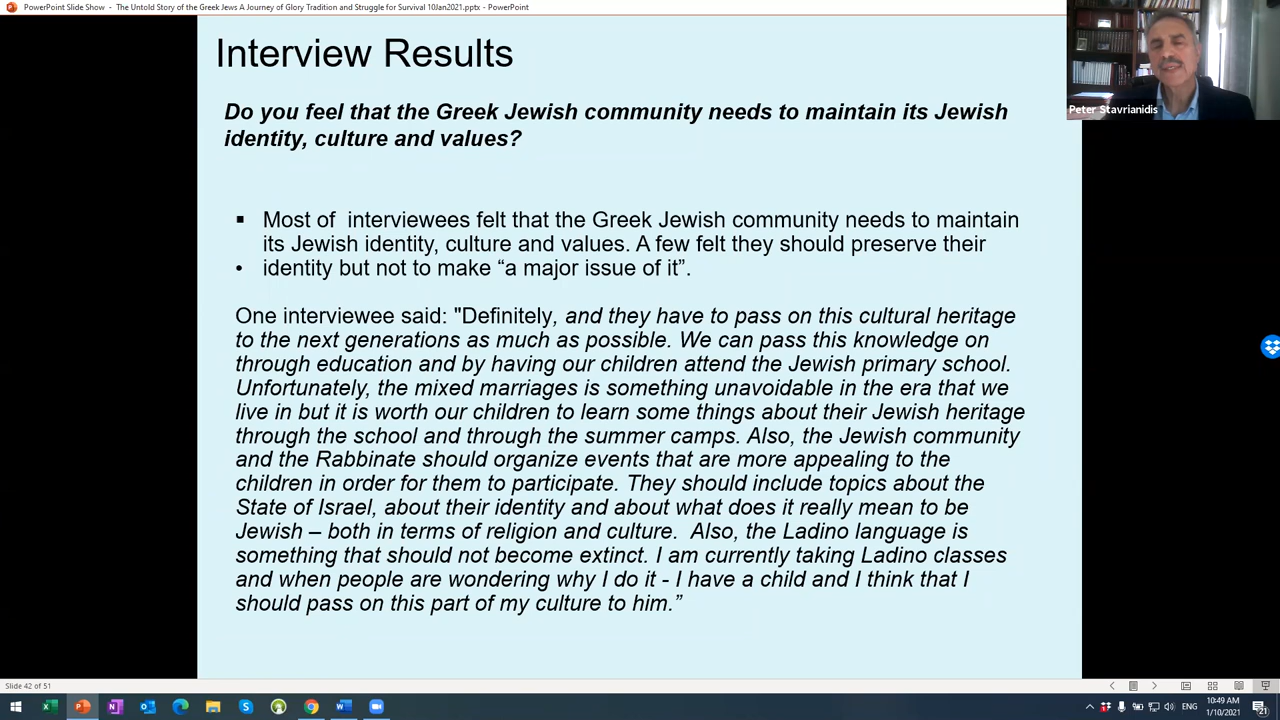 PowerPoint Slide Show - The Untold Story of the Greek Jews A Journey of Glory Tradition and Struggle for Survival 10Jan2021.pptx - PowerPoint
Interview Results
Peter Stavrianidis
Do you feel that the Greek Jewish community needs to maintain its Jewish
identity, culture and values?
▪ Most of interviewees felt that the Greek Jewish community needs to maintain
its Jewish identity, culture and values. A few felt they should preserve their
• identity but not to make “a major issue of it”.
One interviewee said: "Definitely, and they have to pass on this cultural heritage
to the next generations as much as possible. We can pass this knowledge on
through education and by having our children attend the Jewish primary school.
Unfortunately, the mixed marriages is something unavoidable in the era that we
live in but it is worth our children to learn some things about their Jewish heritage
through the school and through the summer camps. Also, the Jewish community
and the Rabbinate should organize events that are more appealing to the
children in order for them to participate. They should include topics about the
State of Israel, about their identity and about what does it really mean to be
Jewish – both in terms of religion and culture. Also, the Ladino language is
something that should not become extinct. I am currently taking Ladino classes
and when people are wondering why I do it - I have a child and I think that I
should pass on this part of my culture to him.”
Slide 42 of 51
ENG
10:49 AM
1/10/2021
21